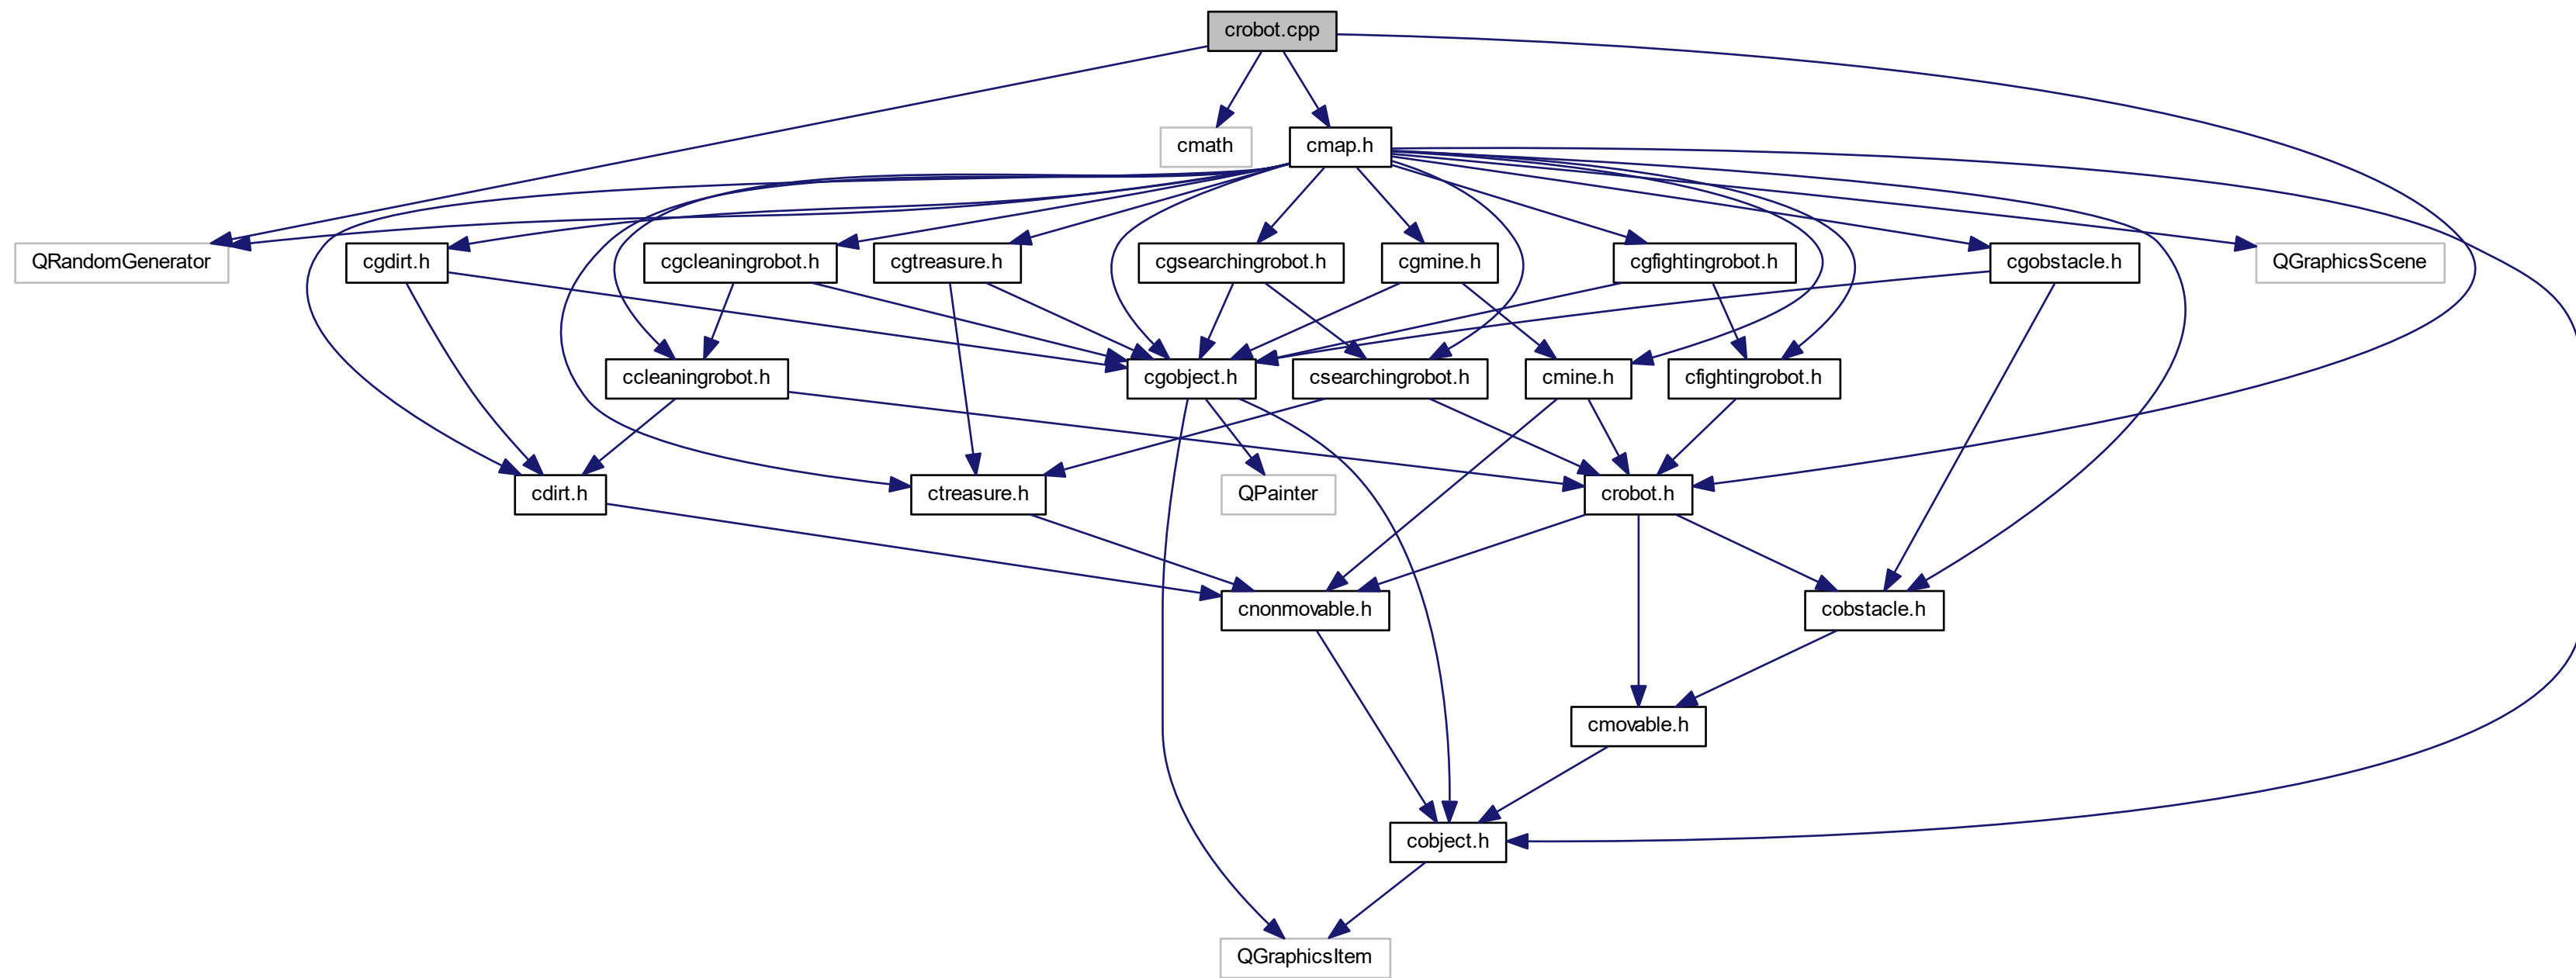 crobot.cpp
cmath
cmap.h
QRandomGenerator
cgdirt.h
cgcleaningrobot.h
cgtreasure.h
cgsearchingrobot.h
cgmine.h
cgfightingrobot.h
cgobstacle.h
QGraphicsScene
ccleaningrobot.h
cgobject.h
csearchingrobot.h
cmine.h
cfightingrobot.h
cdirt.h
ctreasure.h
QPainter
crobot.h
cnonmovable.h
cobstacle.h
cmovable.h
cobject.h
QGraphicsItem